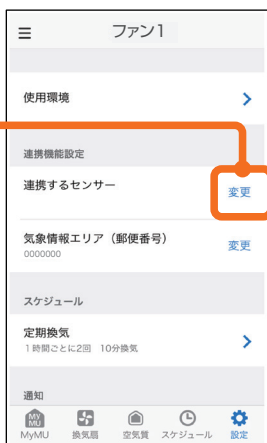 ファン1
使用環境
連携機能設定
連携するセンサー
変更
気象情報エリア（郵便番号）
変更
0000000
スケジュール
定期換気
1時間ごとに2回 10分換気
通知
MY
MU
MyMU 換気扇 空気質 スケジュール 設定